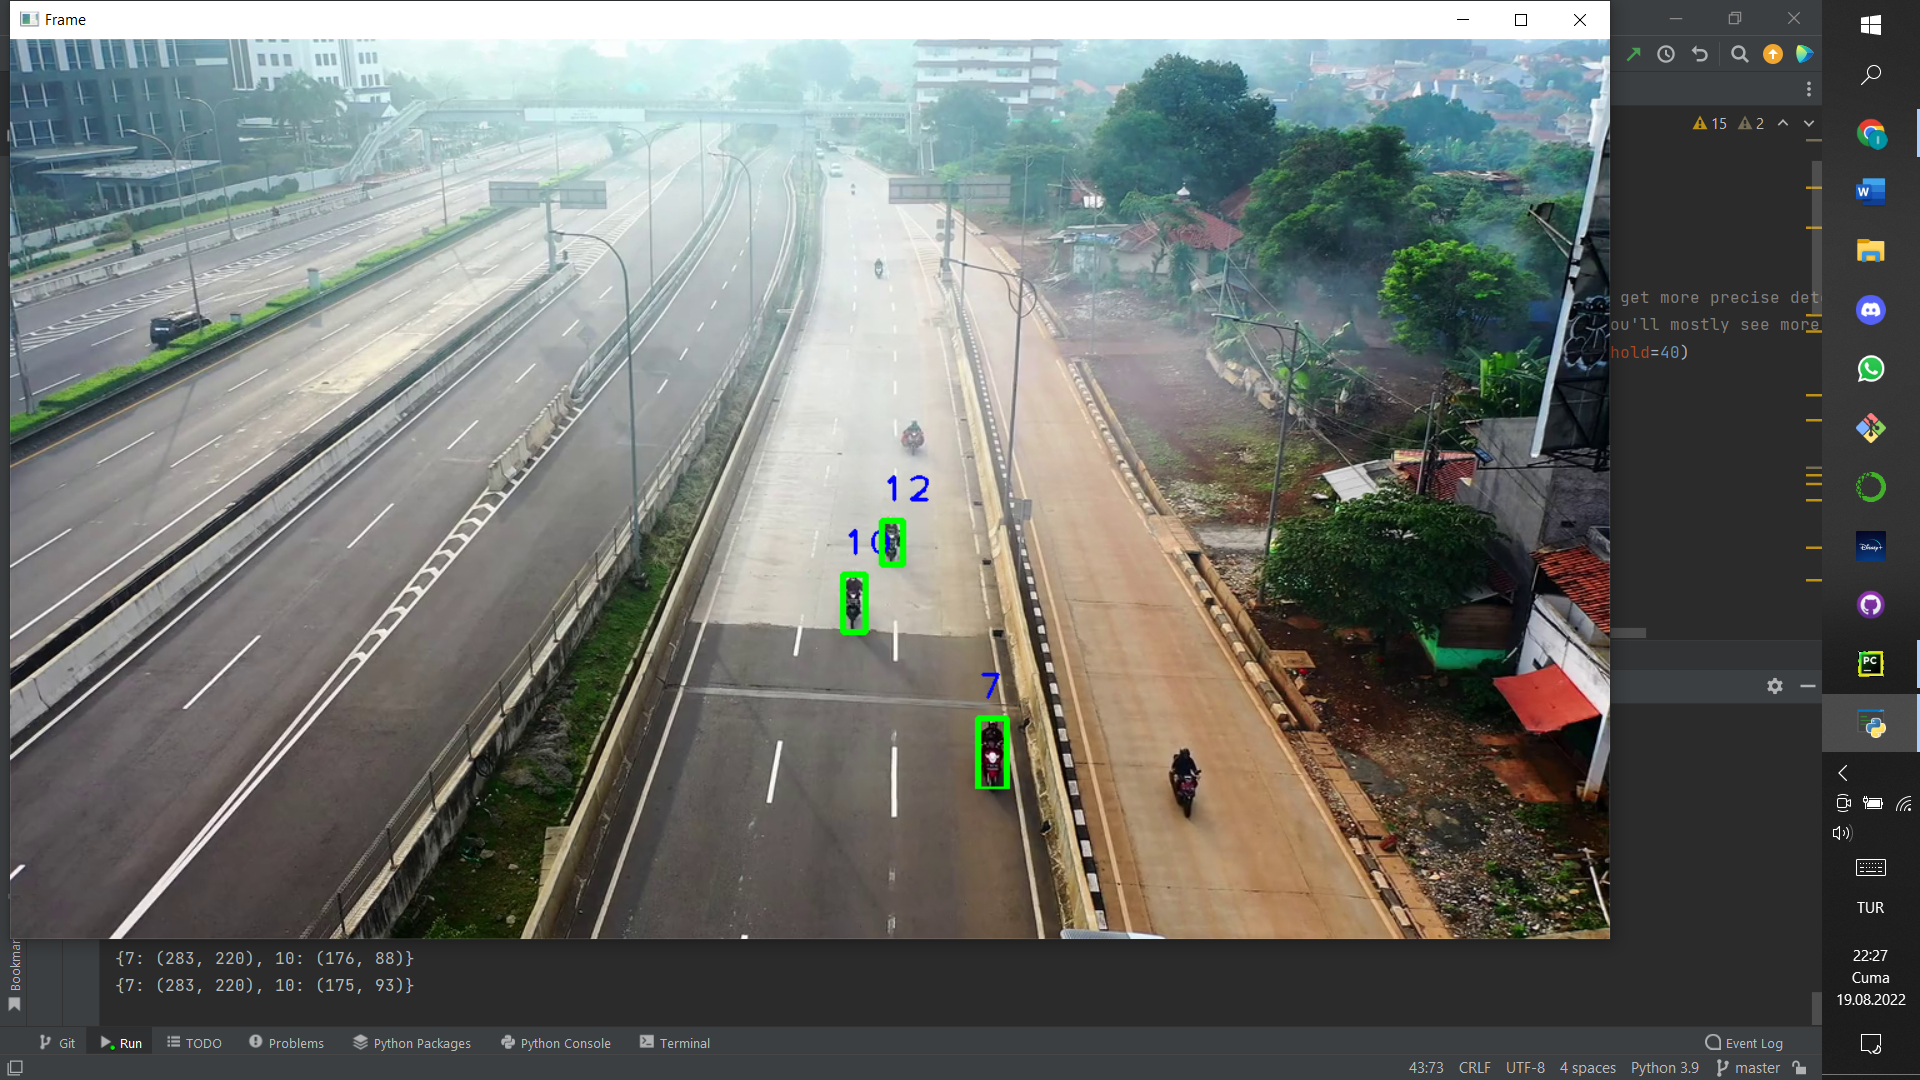 Frame
15 2
get more precise det
ou'll mostly see more
hold=40)
12
10
7
{7: (283, 220), 10: (176, 88)}
{7: (283, 220), 10: (175, 93)}
Bookmar
Git
Run
TODO
Problems
Python Packages
Python Console
Terminal
Event Log
43:73 CRLF UTF-8 4 spaces Python 3.9 master
W
Disney+
PC
TUR
22:27
Cuma
19.08.2022